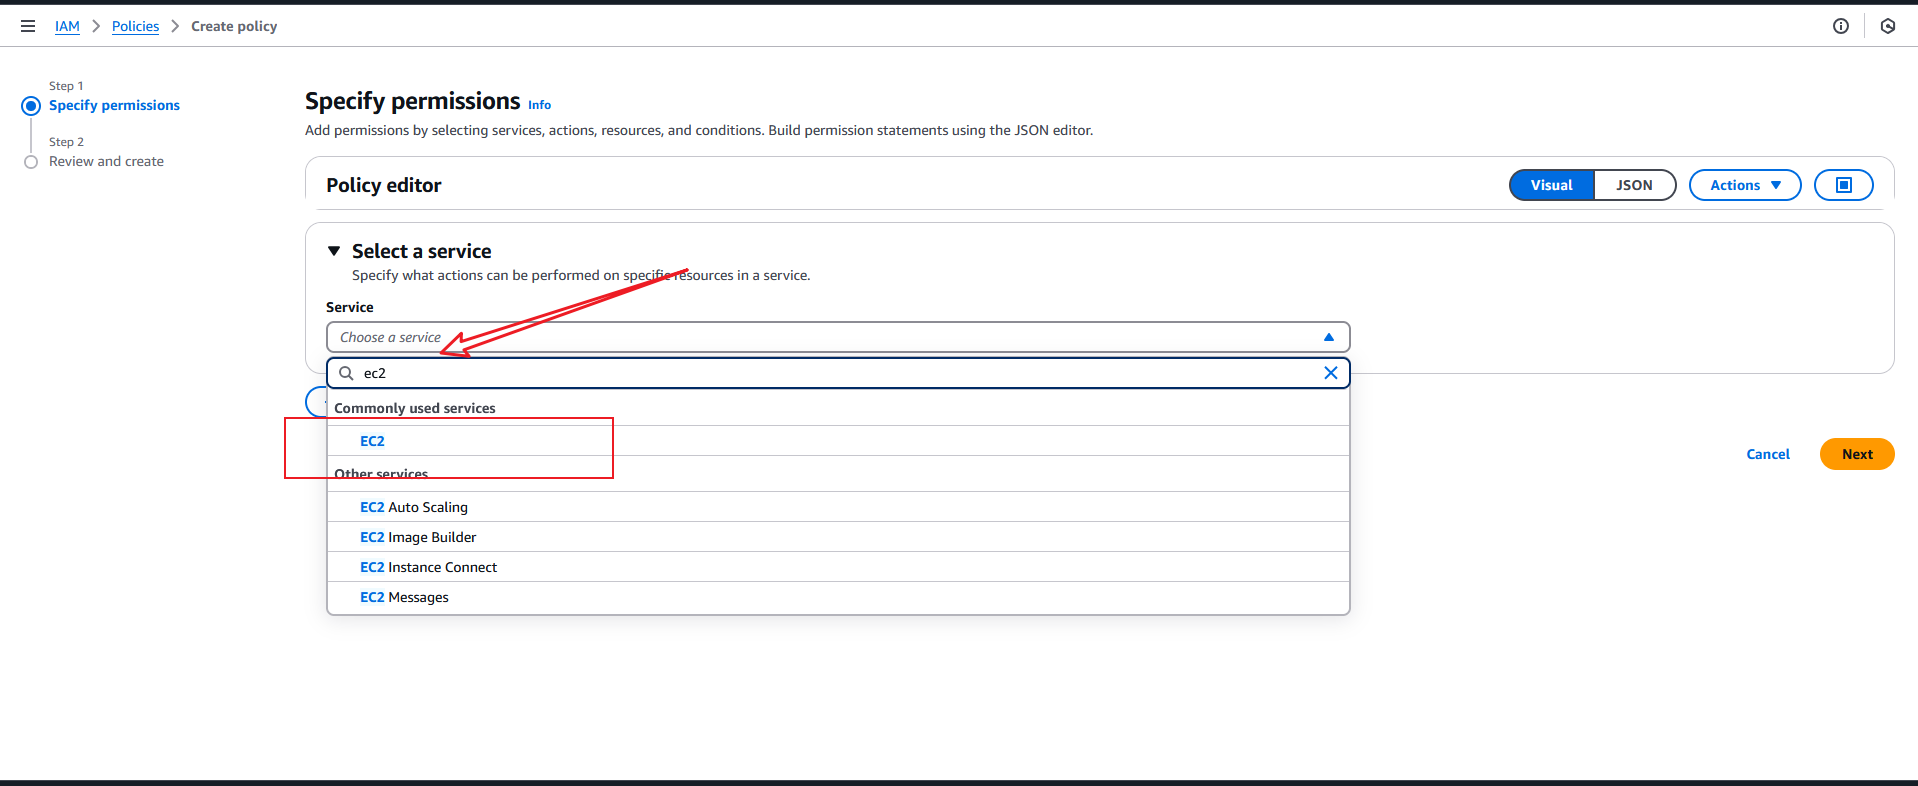 IAM > Policies > Create policy
Step 1
Specify permissions
Step 2
Review and create
Specify permissions Info
Add permissions by selecting services, actions, resources, and conditions. Build permission statements using the JSON editor.
Policy editor
Visual JSON Actions
Select a service
Specify what actions can be performed on specific resources in a service.
Service
Choose a service
ec2
Commonly used services
EC2
Other services
EC2 Auto Scaling
EC2 Image Builder
EC2 Instance Connect
EC2 Messages
Cancel Next